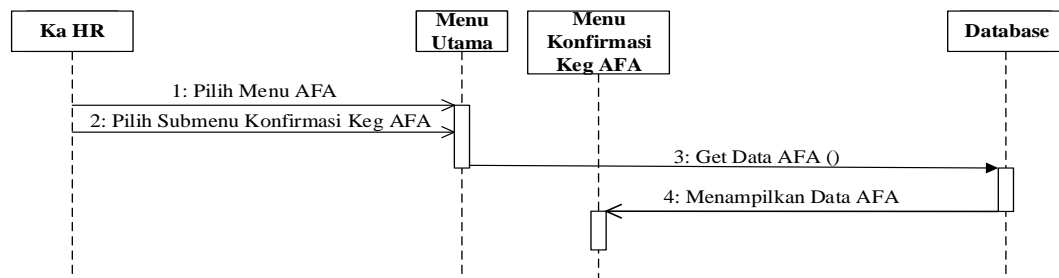 Ka HR
Menu
Utama
Menu
Konfirmasi
Keg AFA
Database
1: Pilih Menu AFA
2: Pilih Submenu Konfirmasi Keg AFA
3: Get Data AFA ()
4: Menampilkan Data AFA